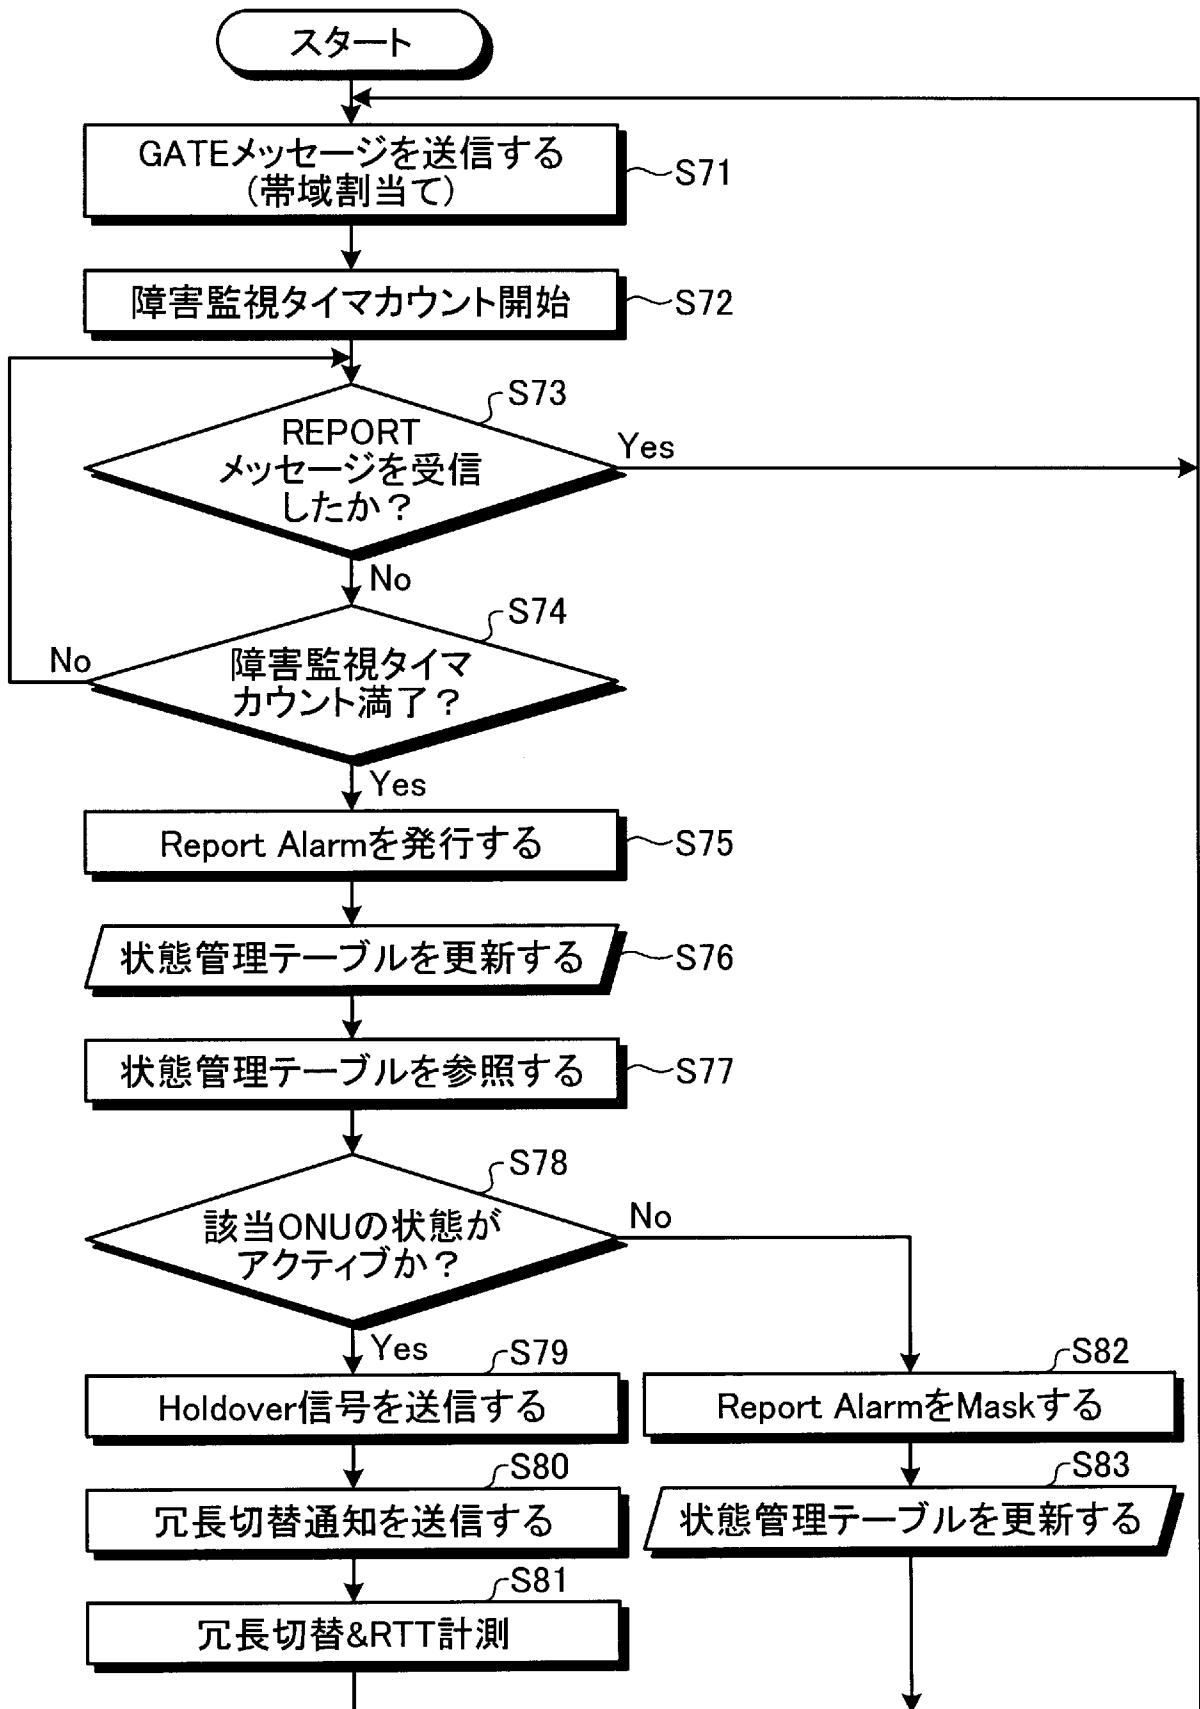 スタート
GATEメッセージを送信する
(帯域割当て)
S71
障害監視タイマカウント開始
S72
S73
REPORT
メッセージを受信
したか？
Yes
No
S74
障害監視タイマ
カウント満了？
No
Yes
Report Alarmを発行する
S75
状態管理テーブルを更新する
S76
状態管理テーブルを参照する
S77
S78
該当ONUの状態が
アクティブか？
No
Yes
S79
Holdover信号を送信する
S82
Report AlarmをMaskする
S80
冗長切替通知を送信する
S83
状態管理テーブルを更新する
S81
冗長切替&RTT計測